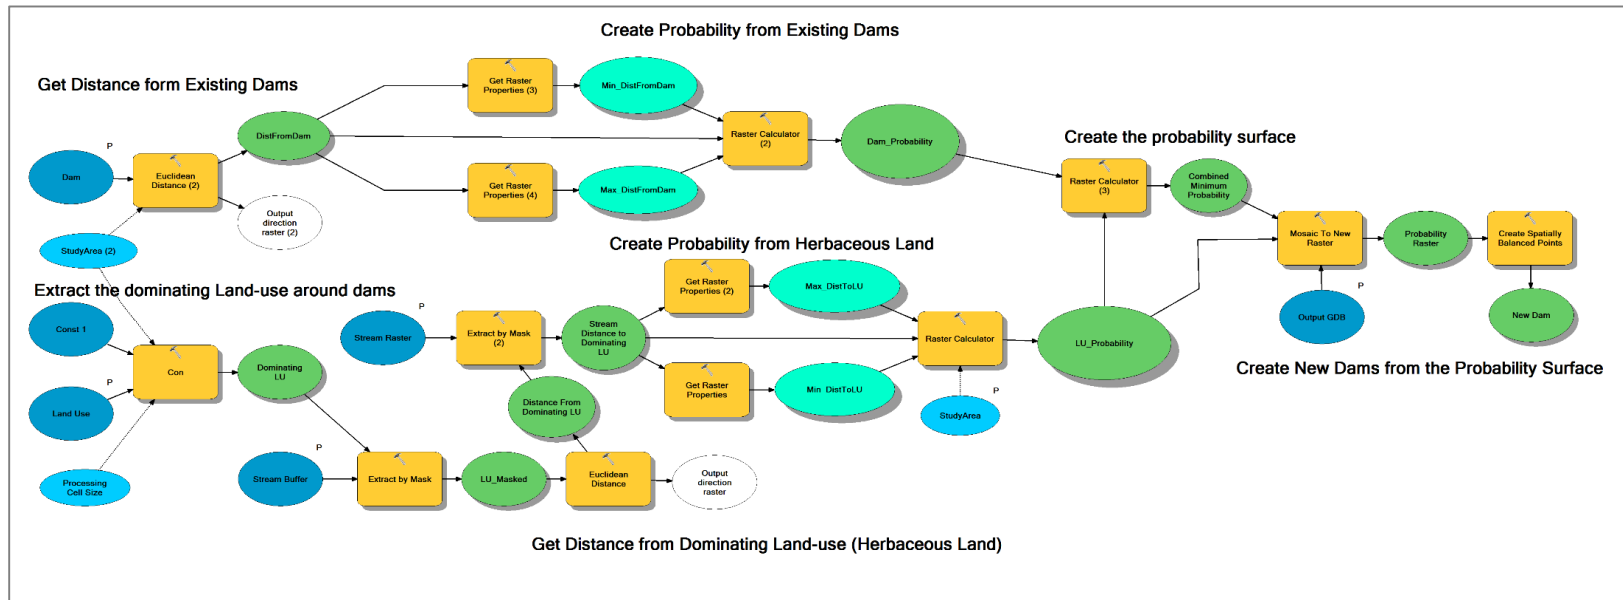 Create Probability from Existing Dams
Get Distance form Existing Dams
Get Raster
Properties (3)
Min_DistFromDam
DistFromDam
Raster Calculator
(2)
Dam_Probability
Create the probability surface
P
Dam
Euclidean
Distance (2)
Get Raster
Properties (4)
Max_DistFromDam
Raster Calculator
(3)
Combined
Minimum
Probability
Output
direction
raster (2)
StudyArea (2)
Create Probability from Herbaceous Land
Mosaic To New
Raster
Probability
Raster
Create Spatially
Balanced Points
Extract the dominating Land-use around dams
Get Raster
Properties (2)
Max_DistToLU
P
P
Const 1
Stream Raster
Extract by Mask
(2)
Stream
Distance to
Dominating
LU
Raster Calculator
LU_Probability
Output GDB
New Dam
Con
Dominating
LU
Create New Dams from the Probability Surface
P
Land Use
Distance From
Dominating LU
Get Raster
Properties
Min_DistToLU
P
StudyArea
P
Processing
Cell Size
Stream Buffer
Extract by Mask
LU_Masked
Euclidean
Distance
Output
direction
raster
Get Distance from Dominating Land-use (Herbaceous Land)